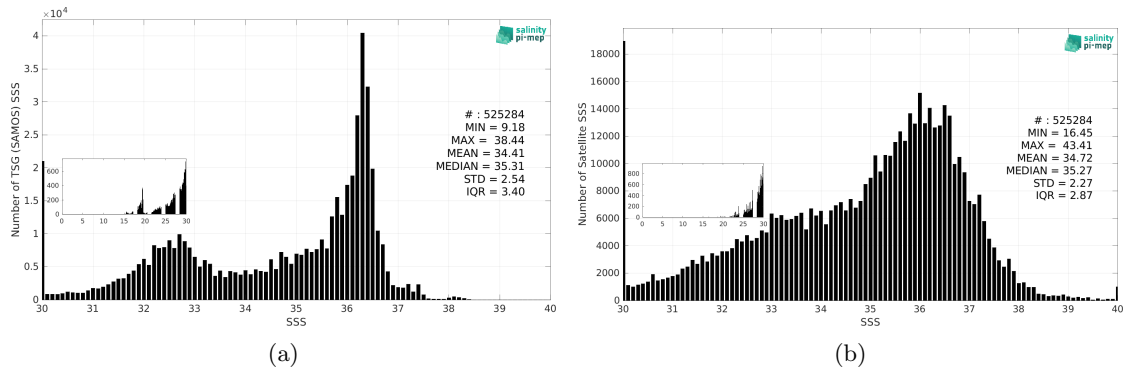 ×10⁴
4
3.5
3
2.5
2
1.5
1
0.5
0
Number of TSG (SAMOS) SSS
salinity
pi-mep
# : 525284
MIN = 9.18
MAX = 38.44
MEAN = 34.41
MEDIAN = 35.31
STD = 2.54
IQR = 3.40
600
400
200
0
0 5 10 15 20 25 30
30 31 32 33 34 35 36 37 38 39 40
SSS
(a)
18000
16000
14000
12000
10000
8000
6000
4000
2000
0
Number of Satellite SSS
salinity
pi-mep
# : 525284
MIN = 16.45
MAX = 43.41
MEAN = 34.72
MEDIAN = 35.27
STD = 2.27
IQR = 2.87
800
600
400
200
0
0 5 10 15 20 25 30
30 31 32 33 34 35 36 37 38 39 40
SSS
(b)